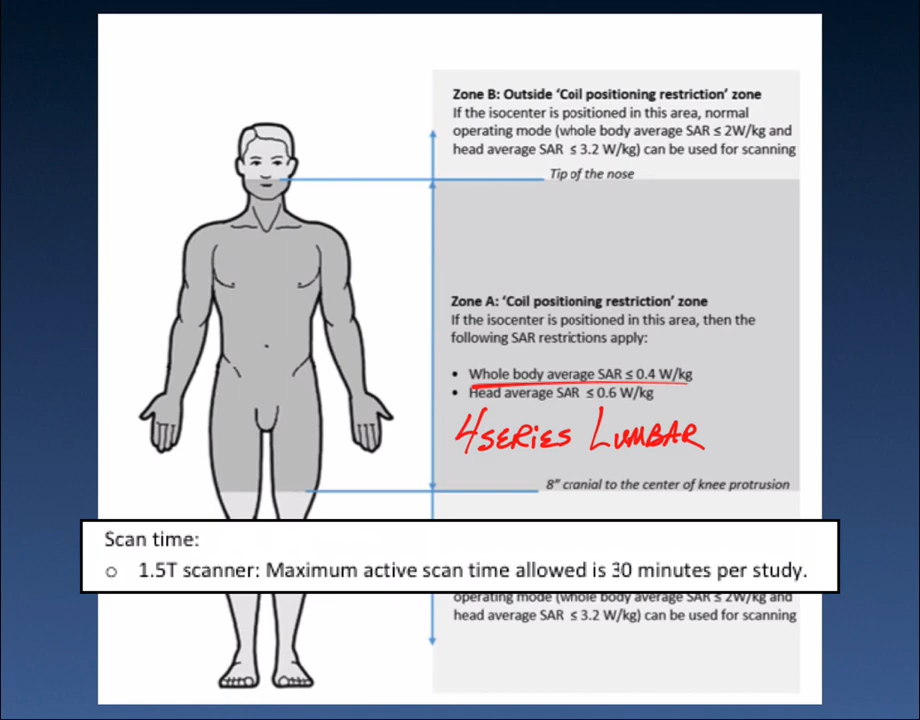 Zone B: Outside 'Coil positioning restriction' zone
If the isocenter is positioned in this area, normal
operating mode (whole body average SAR ≤ 2W/kg and
head average SAR ≤ 3.2 W/kg) can be used for scanning
Tip of the nose
Zone A: 'Coil positioning restriction' zone
If the isocenter is positioned in this area, then the
following SAR restrictions apply:
• Whole body average SAR ≤ 0.4 W/kg
• Head average SAR ≤ 0.6 W/kg
4 SERIES LUMBAR
8" cranial to the center of knee protrusion
Scan time:
o 1.5T scanner: Maximum active scan time allowed is 30 minutes per study.
operating mode (whole body average SAR ≤ 2W/kg and
head average SAR ≤ 3.2 W/kg) can be used for scanning